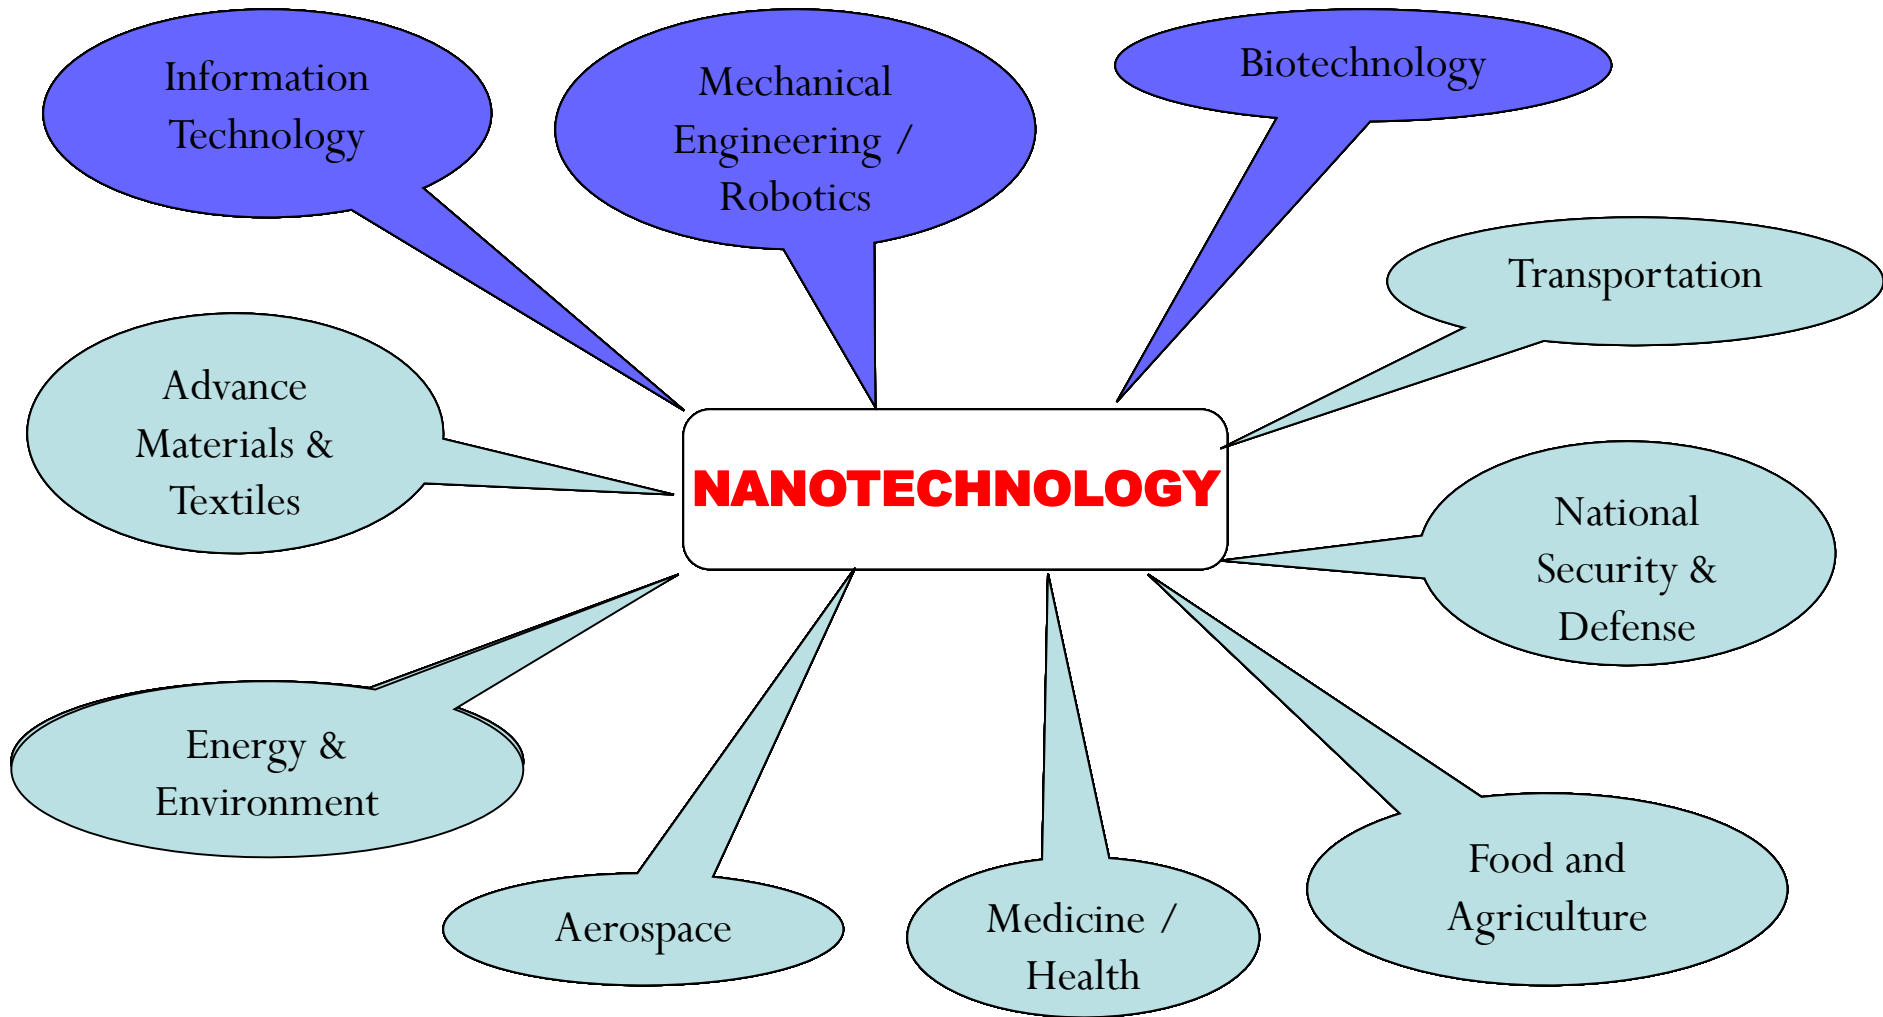 Information
Technology
Mechanical
Engineering /
Robotics
Biotechnology
Transportation
Advance
Materials &
Textiles
NANOTECHNOLOGY
National
Security &
Defense
Energy &
Environment
Aerospace
Medicine /
Health
Food and
Agriculture